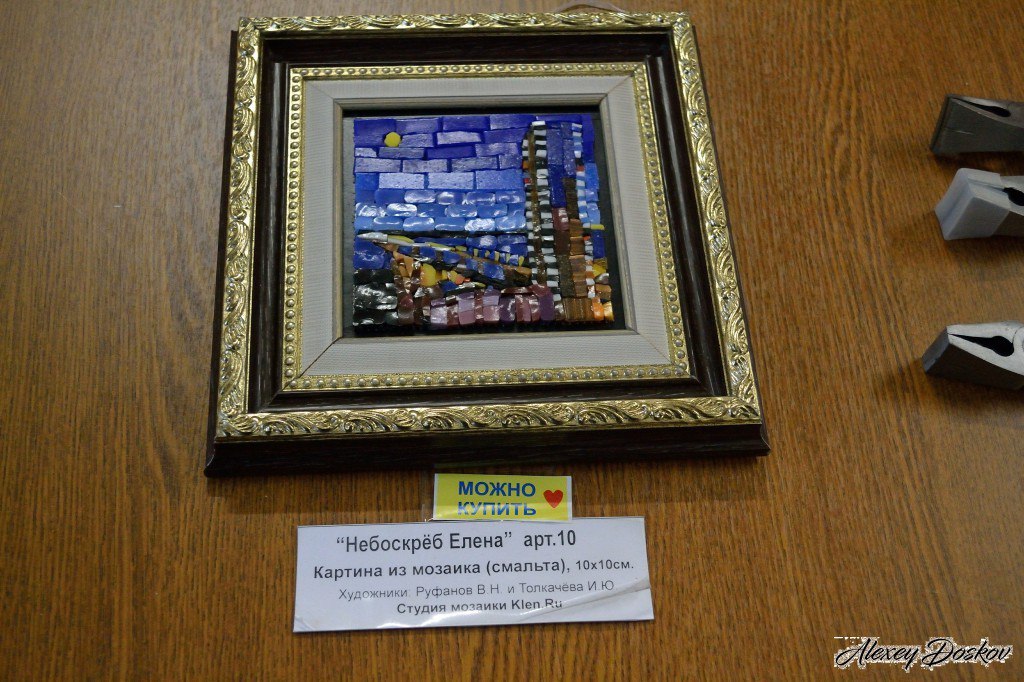 МОЖНО
КУПИТЬ
“Небоскрёб Елена” арт.10
Картина из мозаика (смальта), 10х10см.
Художники: Руфанов В.Н. и Толкачёва И.Ю
Студия мозаики Klen.Ru
Alexey Doskov